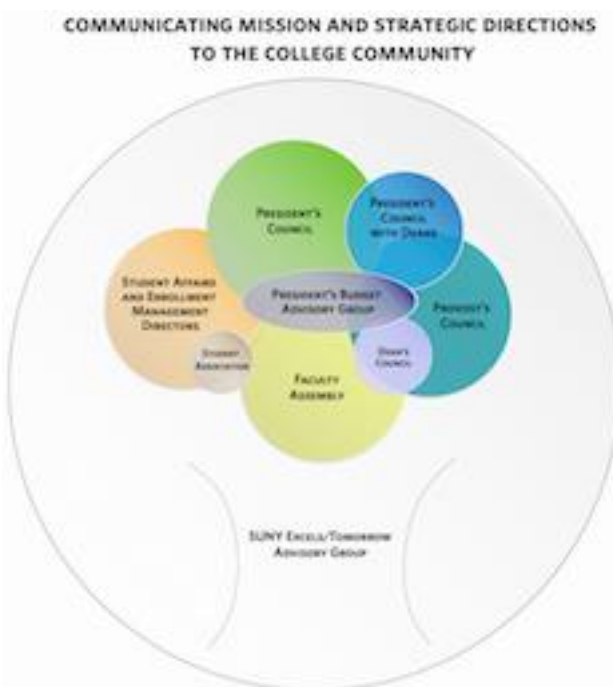 COMMUNICATING MISSION AND STRATEGIC DIRECTIONS
TO THE COLLEGE COMMUNITY
PRESIDENT'S
COUNCIL
PRESIDENT'S
COUNCIL
WITH DEANS
STUDENT AFFAIRS
AND ENROLLMENT
MANAGEMENT
DIRECTORS
PRESIDENT'S BUDGET
ADVISORY GROUP
PROVOST'S
COUNCIL
STUDENT
ASSOCIATION
DEAN'S
COUNCIL
FACULTY
ASSEMBLY
SUNY EXCELS/TOMORROW
ADVISORY GROUP